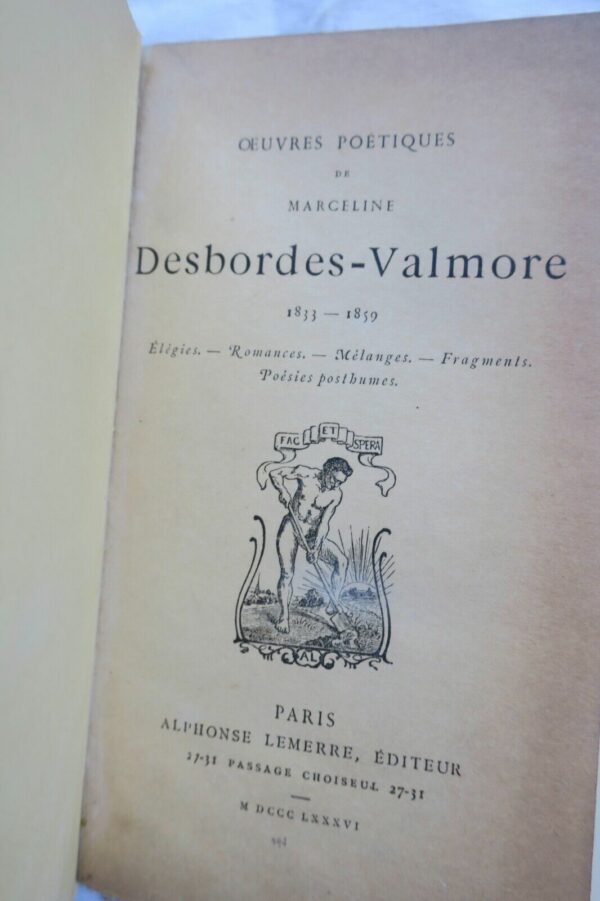 ŒUVRES POÉTIQUES
DE
MARCELINE
Desbordes-Valmore
1833 — 1859
Élégies. — Romances. — Mélanges. — Fragments.
Poésies posthumes.
FAC ET SPERA
AL
PARIS
ALPHONSE LEMERRE, ÉDITEUR
27-31 PASSAGE CHOISEUL 27-31
M DCCC LXXXVI